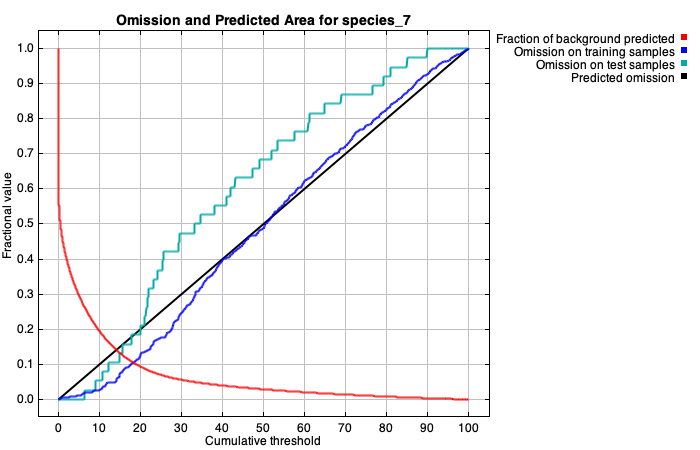 Omission and Predicted Area for species_7
Fraction of background predicted
Omission on training samples
Omission on test samples
Predicted omission
Fractional value
1.0
0.9
0.8
0.7
0.6
0.5
0.4
0.3
0.2
0.1
0.0
0 10 20 30 40 50 60 70 80 90 100
Cumulative threshold